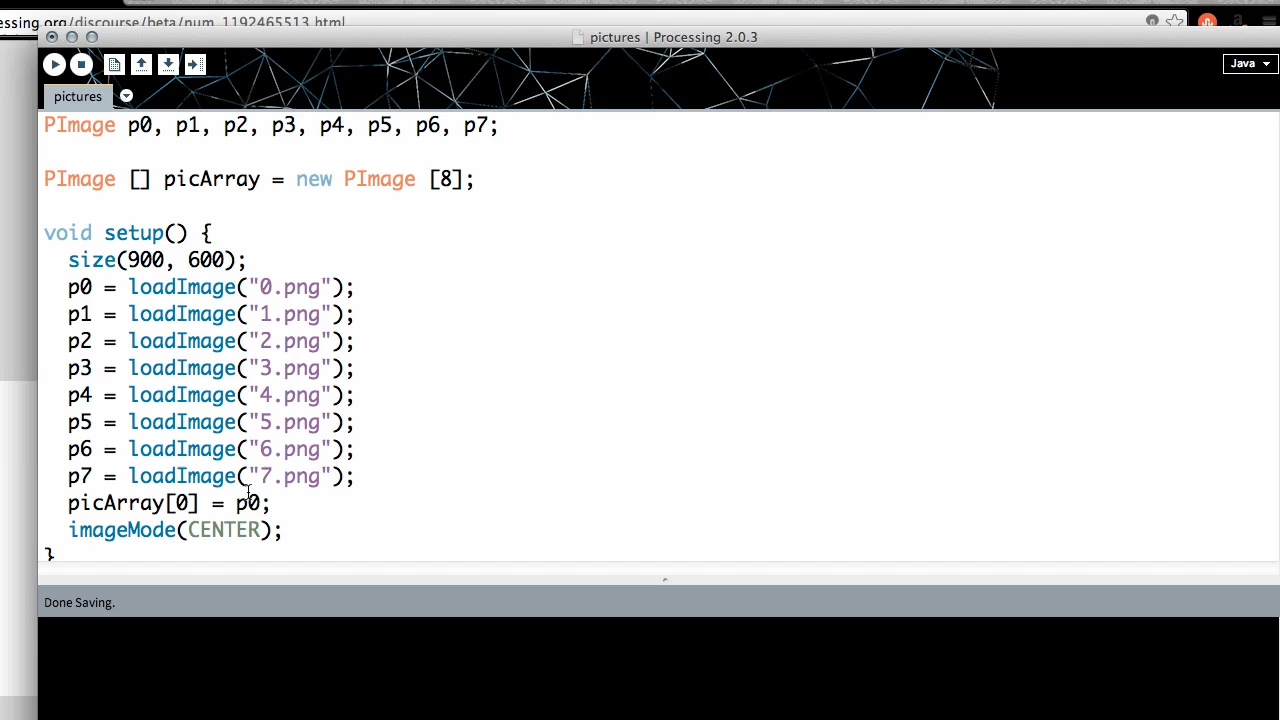 essing.org/discourse/beta/num_1192465513.html
pictures | Processing 2.0.3
Java
pictures
PImage p0, p1, p2, p3, p4, p5, p6, p7;
PImage [] picArray = new PImage [8];
void setup() {
size(900, 600);
p0 = loadImage("0.png");
p1 = loadImage("1.png");
p2 = loadImage("2.png");
p3 = loadImage("3.png");
p4 = loadImage("4.png");
p5 = loadImage("5.png");
p6 = loadImage("6.png");
p7 = loadImage("7.png");
picArray[0] = p0;
imageMode(CENTER);
}
Done Saving.